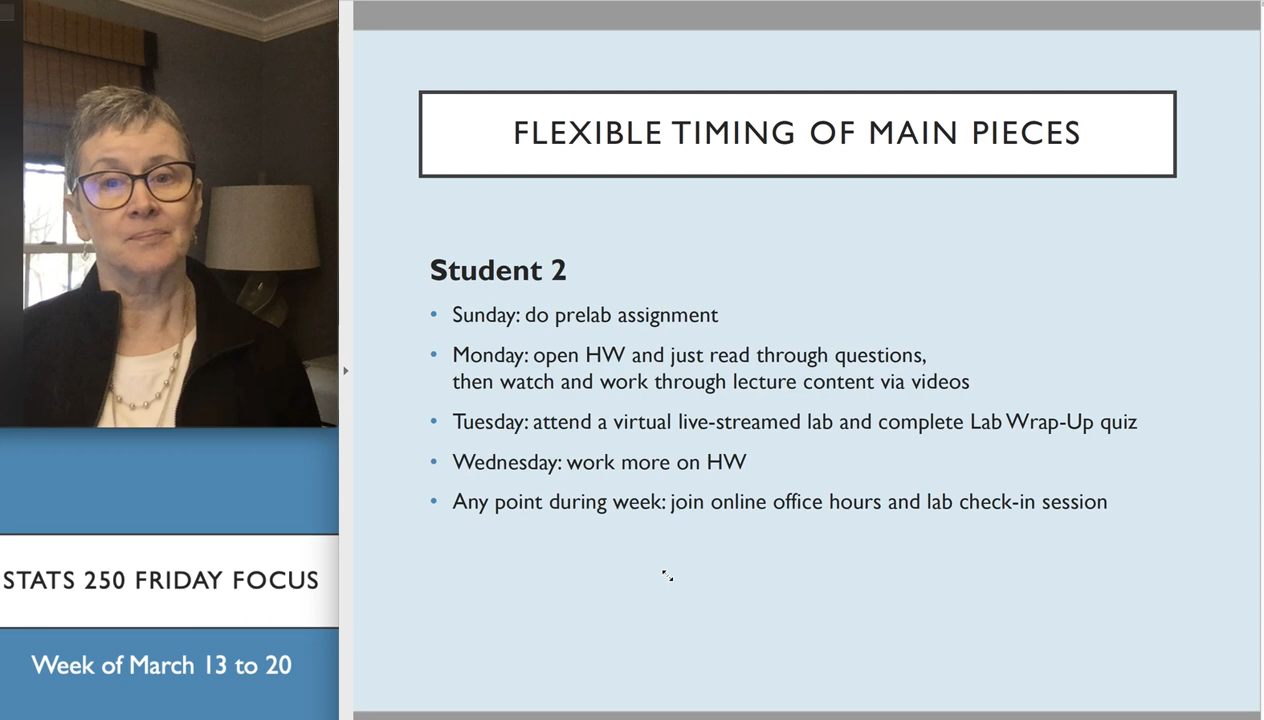 FLEXIBLE TIMING OF MAIN PIECES
Student 2
• Sunday: do prelab assignment
• Monday: open HW and just read through questions,
then watch and work through lecture content via videos
• Tuesday: attend a virtual live-streamed lab and complete Lab Wrap-Up quiz
• Wednesday: work more on HW
• Any point during week: join online office hours and lab check-in session
STATS 250 FRIDAY FOCUS
Week of March 13 to 20